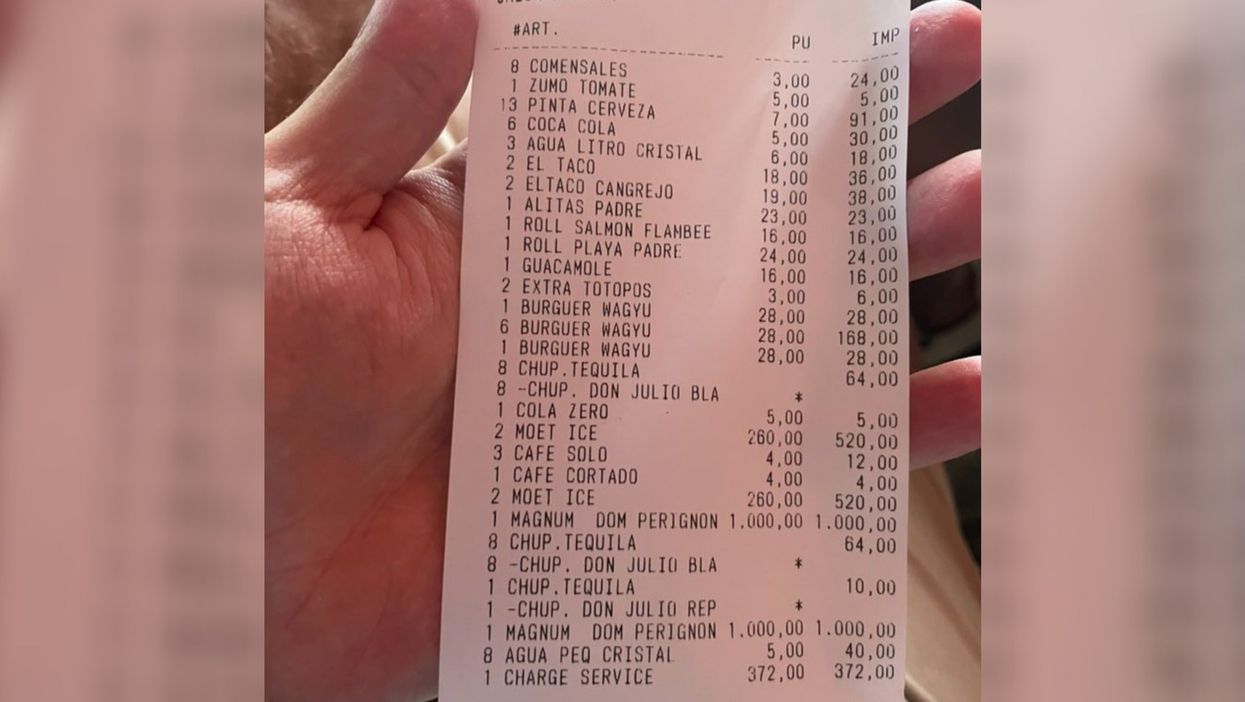 #ART. PU IMP
8 COMENSALES 3,00 24,00
1 ZUMO TOMATE 5,00 5,00
13 PINTA CERVEZA 7,00 91,00
6 COCA COLA 5,00 30,00
3 AGUA LITRO CRISTAL 6,00 18,00
2 EL TACO 18,00 36,00
2 ELTACO CANGREJO 19,00 38,00
1 ALITAS PADRE 23,00 23,00
1 ROLL SALMON FLAMBEE 16,00 16,00
1 ROLL PLAYA PADRE 24,00 24,00
1 GUACAMOLE 16,00 16,00
2 EXTRA TOTOPOS 3,00 6,00
1 BURGUER WAGYU 28,00 28,00
6 BURGUER WAGYU 28,00 168,00
1 BURGUER WAGYU 28,00 28,00
8 CHUP.TEQUILA 64,00
8 -CHUP. DON JULIO BLA *
1 COLA ZERO 5,00 5,00
2 MOET ICE 260,00 520,00
3 CAFE SOLO 4,00 12,00
1 CAFE CORTADO 4,00 4,00
2 MOET ICE 260,00 520,00
1 MAGNUM DOM PERIGNON 1.000,00 1.000,00
8 CHUP.TEQUILA 64,00
8 -CHUP. DON JULIO BLA *
1 CHUP.TEQUILA 10,00
1 -CHUP. DON JULIO REP *
1 MAGNUM DOM PERIGNON 1.000,00 1.000,00
8 AGUA PEQ CRISTAL 5,00 40,00
1 CHARGE SERVICE 372,00 372,00